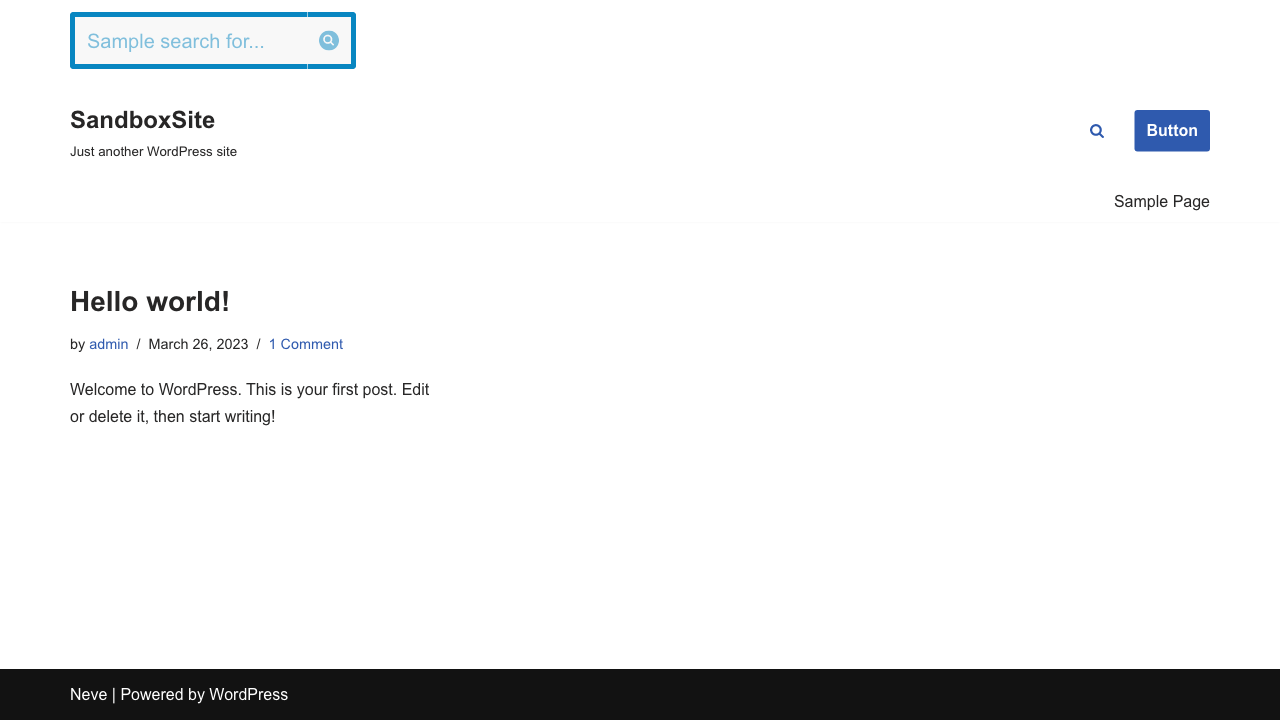 Sample search for...
SandboxSite
Just another WordPress site
Button
Sample Page
Hello world!
by admin / March 26, 2023 / 1 Comment
Welcome to WordPress. This is your first post. Edit
or delete it, then start writing!
Neve | Powered by WordPress